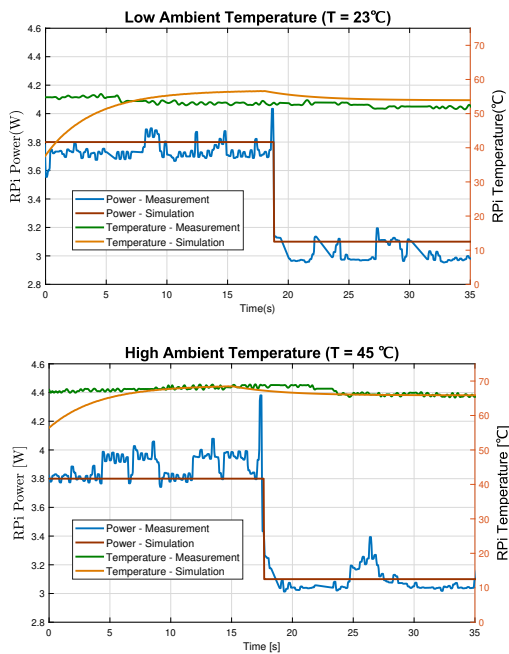 Low Ambient Temperature (T = 23℃)
4.6
4.4
4.2
4
3.8
3.6
3.4
3.2
3
2.8
RPi Power(W)
70
60
50
40
30
20
10
0
RPi Temperature(℃)
Power - Measurement
Power - Simulation
Temperature - Measurement
Temperature - Simulation
0 5 10 15 20 25 30 35
Time(s)
High Ambient Temperature (T = 45 ℃)
4.6
4.4
4.2
4
3.8
3.6
3.4
3.2
3
2.8
RPi Power [W]
70
60
50
40
30
20
10
0
RPi Temperature [℃]
Power - Measurement
Power - Simulation
Temperature - Measurement
Temperature - Simulation
0 5 10 15 20 25 30 35
Time [s]